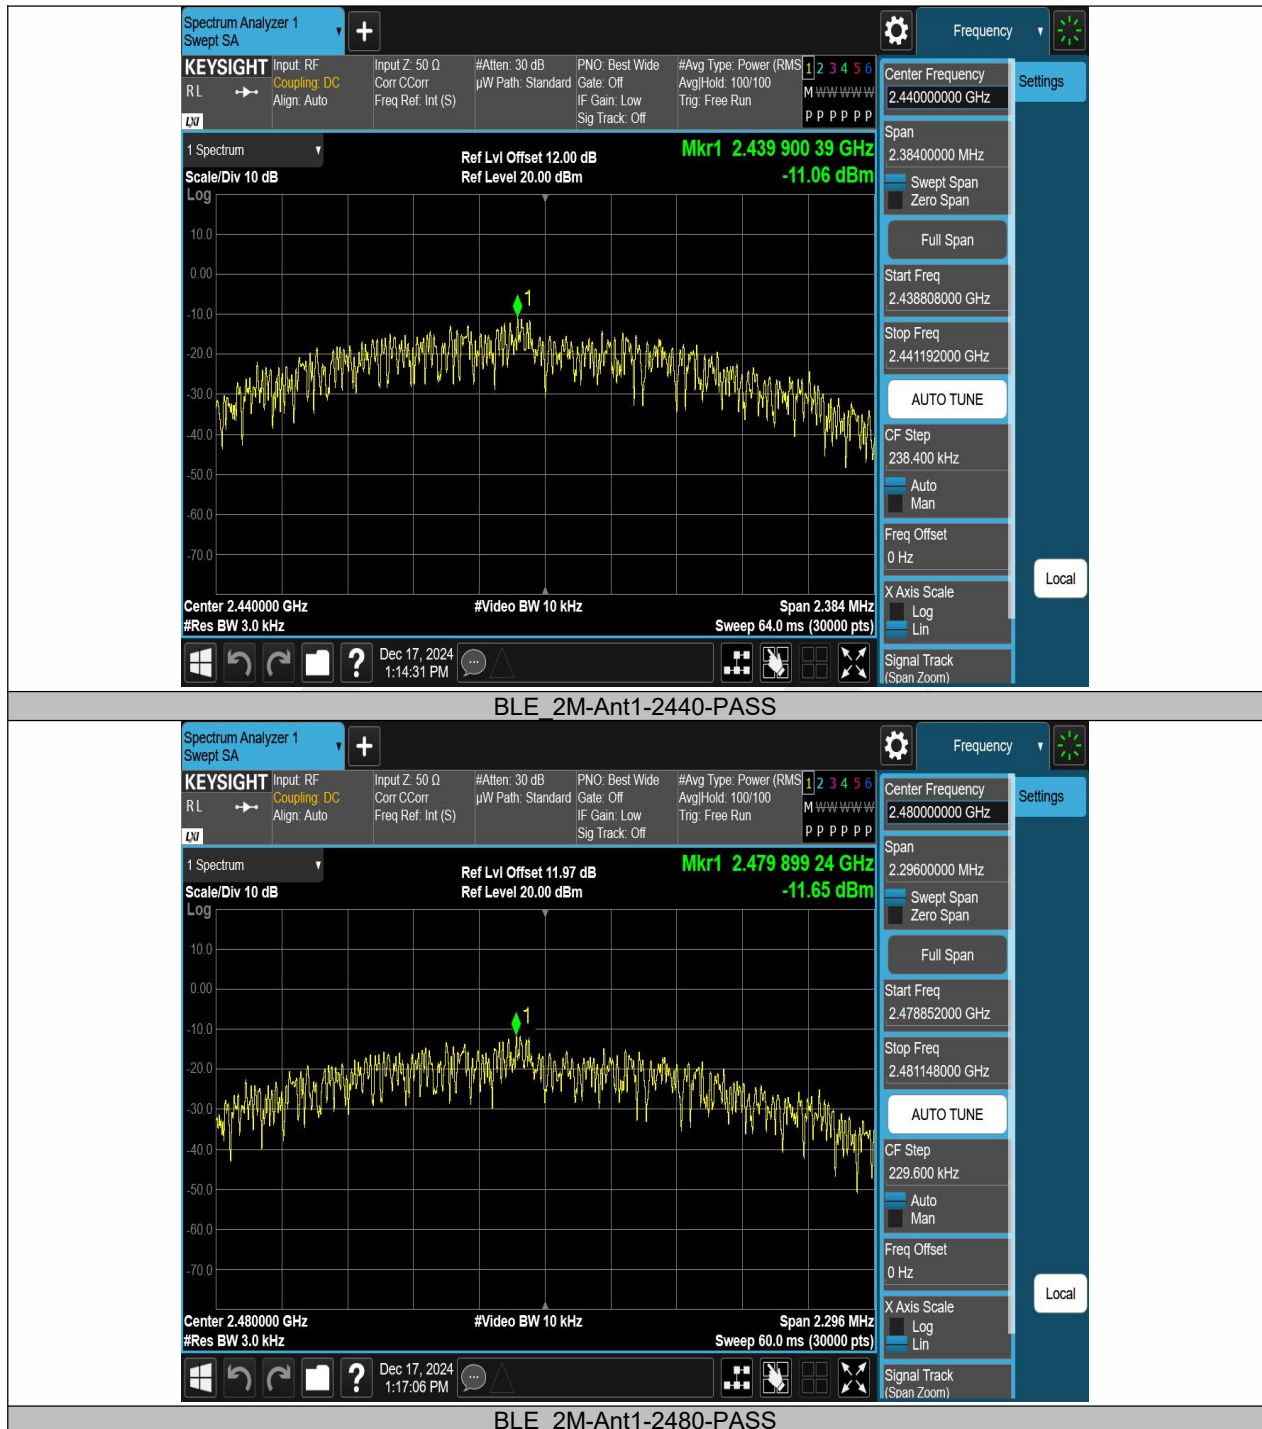 Spectrum Analyzer 1
Swept SA
Frequency
KEYSIGHT
RL
LXI
Input: RF
Coupling: DC
Align: Auto
Input Z: 50 Ω
Corr CCorr
Freq Ref: Int (S)
#Atten: 30 dB
µW Path: Standard
PNO: Best Wide
Gate: Off
IF Gain: Low
Sig Track: Off
#Avg Type: Power (RMS
Avg|Hold: 100/100
Trig: Free Run
1 2 3 4 5 6
M W W W W W
P P P P P P
1 Spectrum
Scale/Div 10 dB
Ref Lvl Offset 12.00 dB
Ref Level 20.00 dBm
Mkr1 2.439 900 39 GHz
-11.06 dBm
Log
10.0
0.00
-10.0
-20.0
-30.0
-40.0
-50.0
-60.0
-70.0
1
Center 2.440000 GHz
#Res BW 3.0 kHz
#Video BW 10 kHz
Span 2.384 MHz
Sweep 64.0 ms (30000 pts)
Dec 17, 2024
1:14:31 PM
Center Frequency
2.440000000 GHz
Span
2.38400000 MHz
Swept Span
Zero Span
Full Span
Start Freq
2.438808000 GHz
Stop Freq
2.441192000 GHz
AUTO TUNE
CF Step
238.400 kHz
Auto
Man
Freq Offset
0 Hz
X Axis Scale
Log
Lin
Signal Track
(Span Zoom)
Settings
Local
BLE_2M-Ant1-2440-PASS
Spectrum Analyzer 1
Swept SA
Frequency
KEYSIGHT
RL
LXI
Input: RF
Coupling: DC
Align: Auto
Input Z: 50 Ω
Corr CCorr
Freq Ref: Int (S)
#Atten: 30 dB
µW Path: Standard
PNO: Best Wide
Gate: Off
IF Gain: Low
Sig Track: Off
#Avg Type: Power (RMS
Avg|Hold: 100/100
Trig: Free Run
1 2 3 4 5 6
M W W W W W
P P P P P P
1 Spectrum
Scale/Div 10 dB
Ref Lvl Offset 11.97 dB
Ref Level 20.00 dBm
Mkr1 2.479 899 24 GHz
-11.65 dBm
Log
10.0
0.00
-10.0
-20.0
-30.0
-40.0
-50.0
-60.0
-70.0
1
Center 2.480000 GHz
#Res BW 3.0 kHz
#Video BW 10 kHz
Span 2.296 MHz
Sweep 60.0 ms (30000 pts)
Dec 17, 2024
1:17:06 PM
Center Frequency
2.480000000 GHz
Span
2.29600000 MHz
Swept Span
Zero Span
Full Span
Start Freq
2.478852000 GHz
Stop Freq
2.481148000 GHz
AUTO TUNE
CF Step
229.600 kHz
Auto
Man
Freq Offset
0 Hz
X Axis Scale
Log
Lin
Signal Track
(Span Zoom)
Settings
Local
BLE_2M-Ant1-2480-PASS